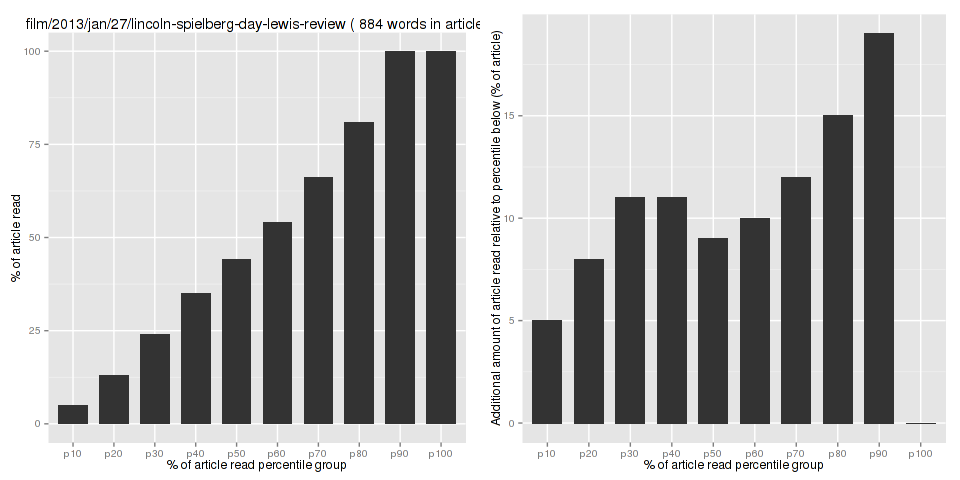 film/2013/jan/27/lincoln-spielberg-day-lewis-review ( 884 words in article
100
75
50
25
0
% of article read
p10 p20 p30 p40 p50 p60 p70 p80 p90 p100
% of article read percentile group
Additional amount of article read relative to percentile below (% of article)
15
10
5
0
p10 p20 p30 p40 p50 p60 p70 p80 p90 p100
% of article read percentile group